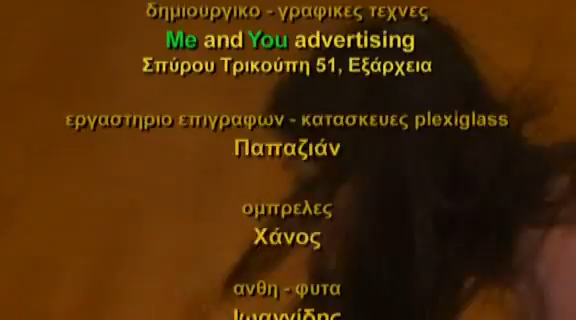 δημιουργικο - γραφικες τεχνες
Me and You advertising
Σπύρου Τρικούπη 51, Εξάρχεια
εργαστηριο επιγραφων - κατασκευες plexiglass
Παπαζιάν
ομπρελες
Χάνος
ανθη - φυτα
Ιωαννίδης